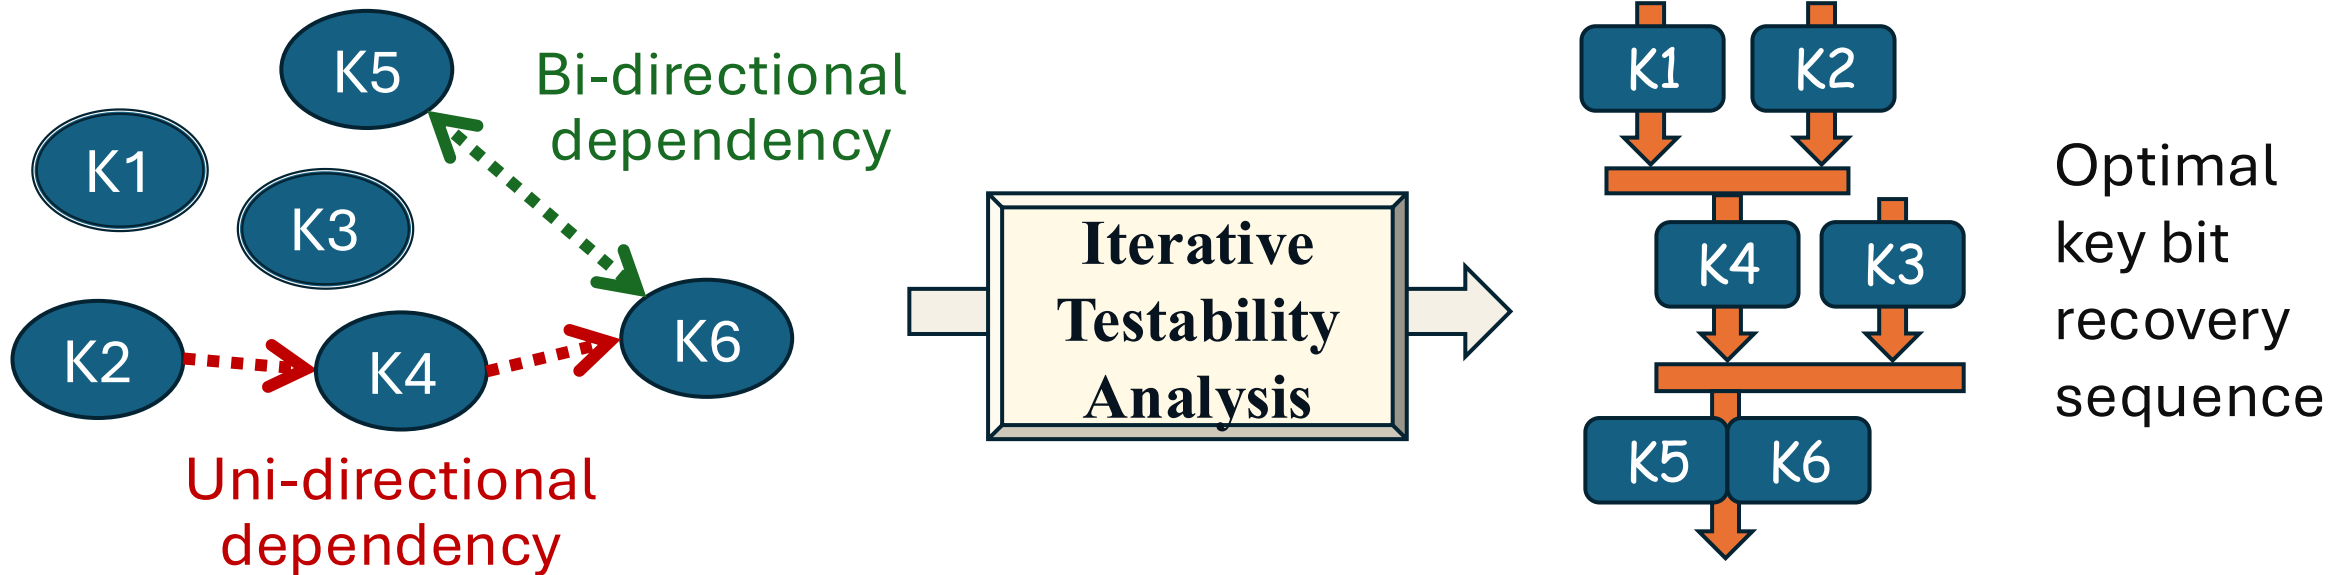 K5
Bi-directional
dependency
K1
K3
K2
K4
K6
Uni-directional
dependency
Iterative
Testability
Analysis
K1
K2
K4
K3
K5
K6
Optimal
key bit
recovery
sequence